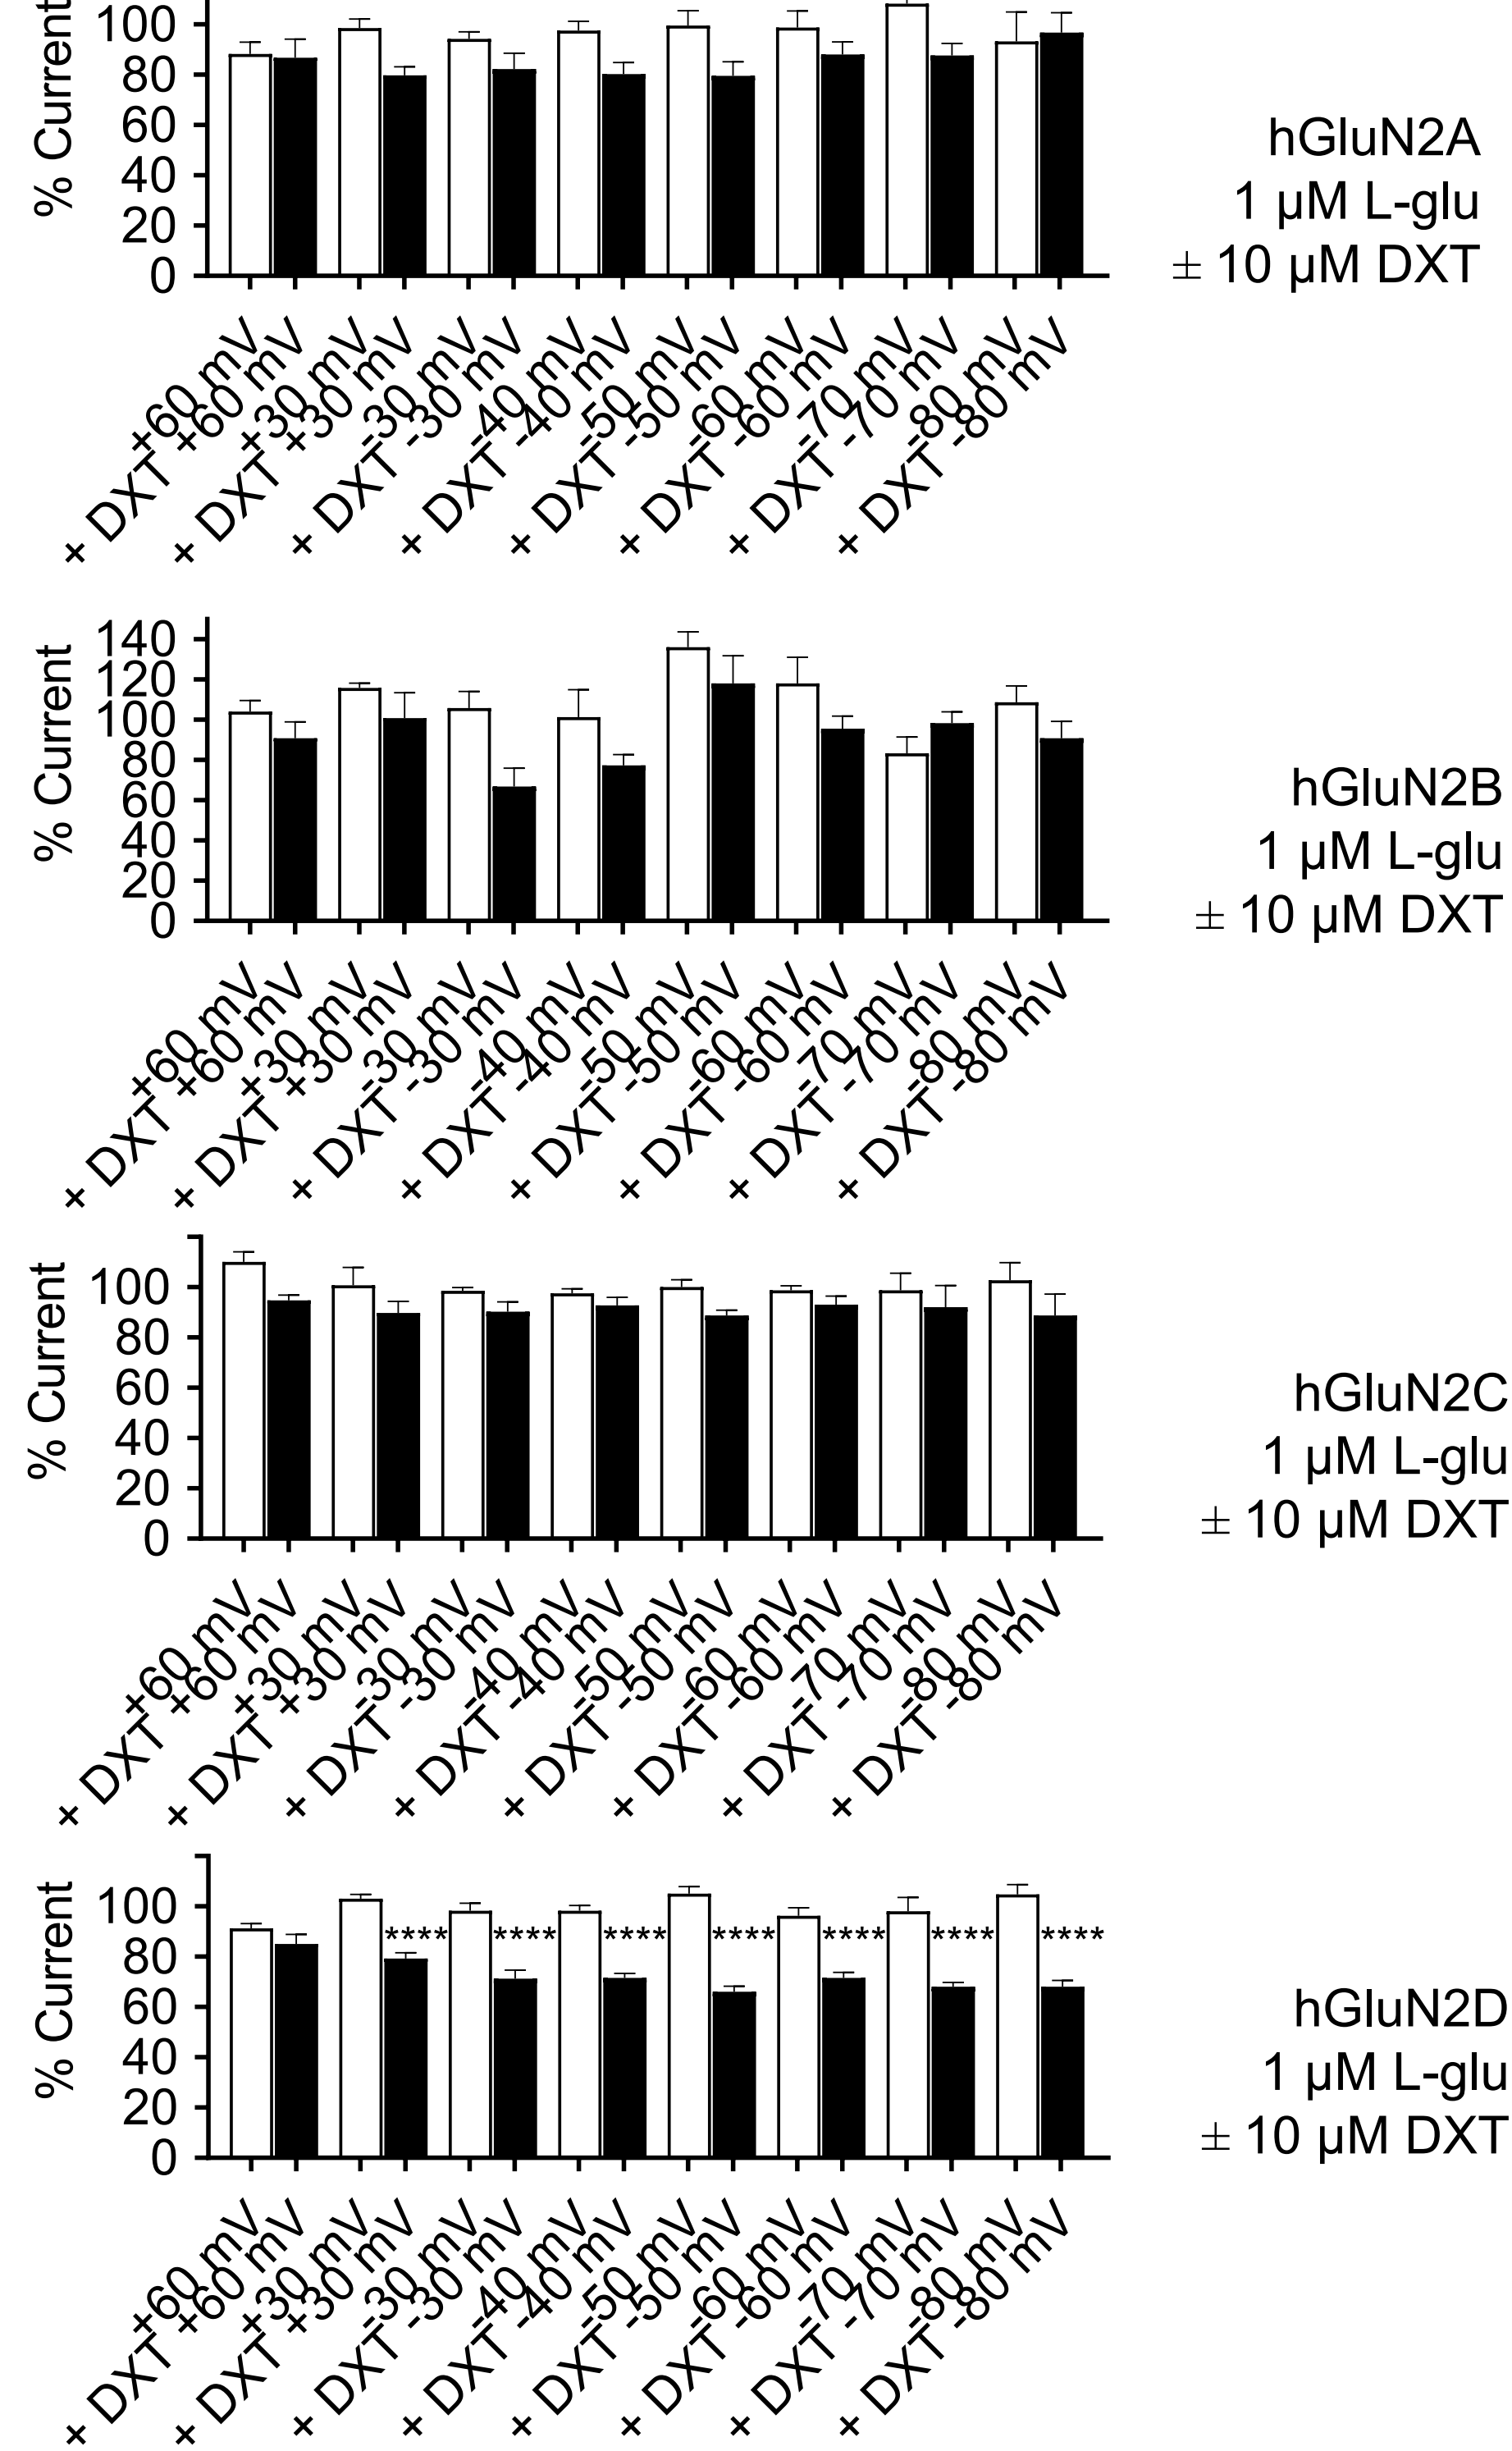 % Current
100
80
60
40
20
0
hGluN2A
1 µM L-glu
± 10 µM DXT
+60 mV
+ DXT +60 mV
+30 mV
+ DXT +30 mV
-30 mV
+ DXT -30 mV
-40 mV
+ DXT -40 mV
-50 mV
+ DXT -50 mV
-60 mV
+ DXT -60 mV
-70 mV
+ DXT -70 mV
-80 mV
+ DXT -80 mV
% Current
140
120
100
80
60
40
20
0
hGluN2B
1 µM L-glu
± 10 µM DXT
+60 mV
+ DXT +60 mV
+30 mV
+ DXT +30 mV
-30 mV
+ DXT -30 mV
-40 mV
+ DXT -40 mV
-50 mV
+ DXT -50 mV
-60 mV
+ DXT -60 mV
-70 mV
+ DXT -70 mV
-80 mV
+ DXT -80 mV
% Current
100
80
60
40
20
0
hGluN2C
1 µM L-glu
± 10 µM DXT
+60 mV
+ DXT +60 mV
+30 mV
+ DXT +30 mV
-30 mV
+ DXT -30 mV
-40 mV
+ DXT -40 mV
-50 mV
+ DXT -50 mV
-60 mV
+ DXT -60 mV
-70 mV
+ DXT -70 mV
-80 mV
+ DXT -80 mV
% Current
100
80
60
40
20
0
**** **** **** **** **** **** ****
hGluN2D
1 µM L-glu
± 10 µM DXT
+60 mV
+ DXT +60 mV
+30 mV
+ DXT +30 mV
-30 mV
+ DXT -30 mV
-40 mV
+ DXT -40 mV
-50 mV
+ DXT -50 mV
-60 mV
+ DXT -60 mV
-70 mV
+ DXT -70 mV
-80 mV
+ DXT -80 mV